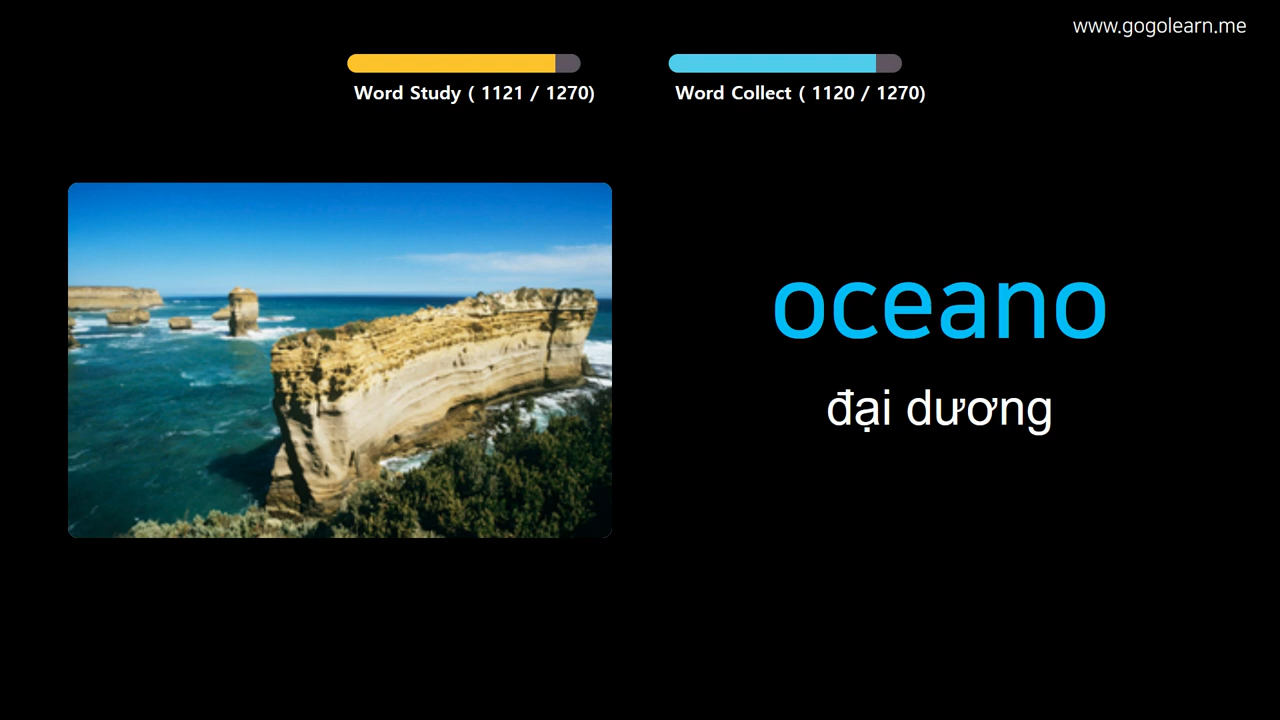 www.gogolearn.me
Word Study ( 1121 / 1270)
Word Collect ( 1120 / 1270)
oceano
đại dương